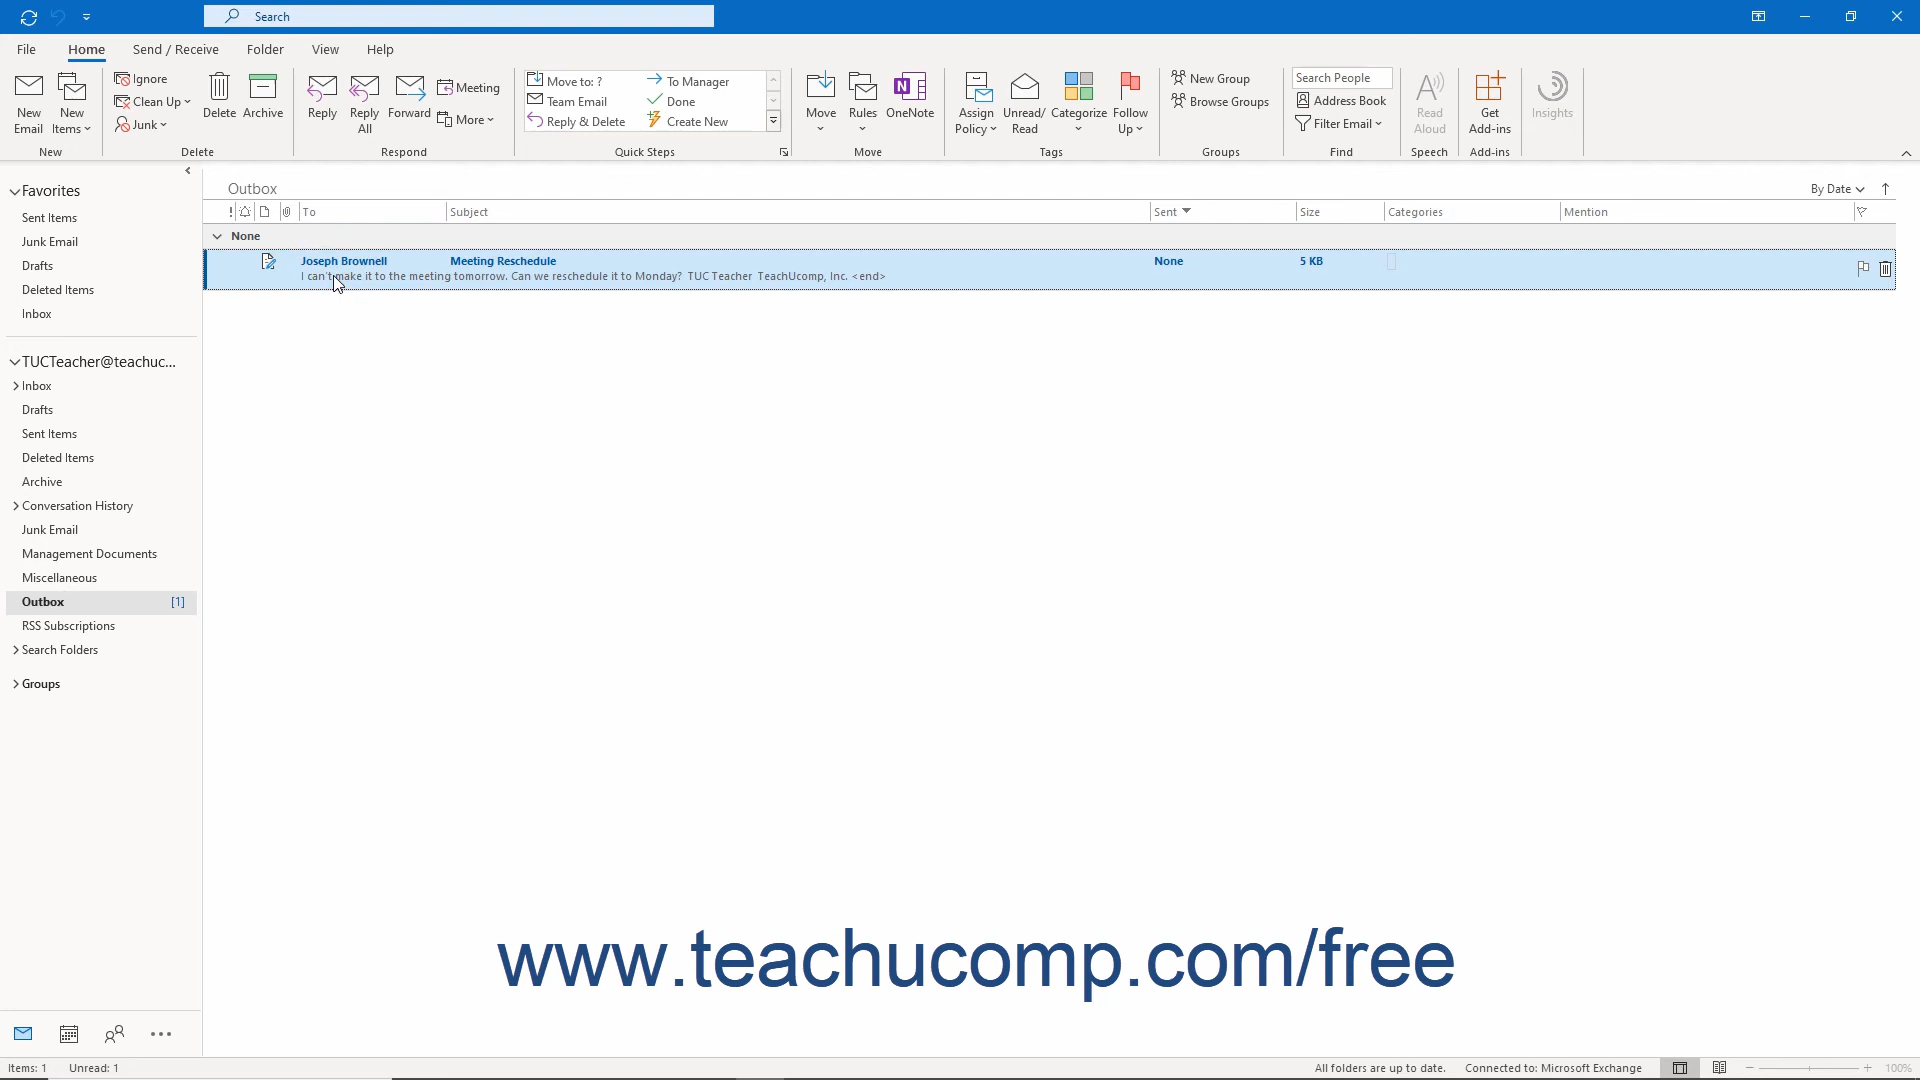 Search
File Home Send / Receive Folder View Help
New Email
New Items
New
Ignore
Clean Up
Junk
Delete
Archive
Delete
Reply
Reply All
Forward
Meeting
More
Respond
Move to: ?
Team Email
Reply & Delete
To Manager
Done
Create New
Quick Steps
Move
Rules
OneNote
Move
Assign Policy
Unread/ Read
Categorize
Follow Up
Tags
New Group
Browse Groups
Groups
Search People
Address Book
Filter Email
Find
Read Aloud
Speech
Get Add-ins
Add-ins
Insights
Favorites
Sent Items
Junk Email
Drafts
Deleted Items
Inbox
TUCTeacher@teachuc...
Inbox
Drafts
Sent Items
Deleted Items
Archive
Conversation History
Junk Email
Management Documents
Miscellaneous
Outbox [1]
RSS Subscriptions
Search Folders
Groups
Outbox
By Date
! To Subject Sent Size Categories Mention
None
Joseph Brownell Meeting Reschedule None 5 KB
I can't make it to the meeting tomorrow. Can we reschedule it to Monday? TUC Teacher TeachUcomp, Inc. <end>
www.teachucomp.com/free
Items: 1 Unread: 1 All folders are up to date. Connected to: Microsoft Exchange 100%